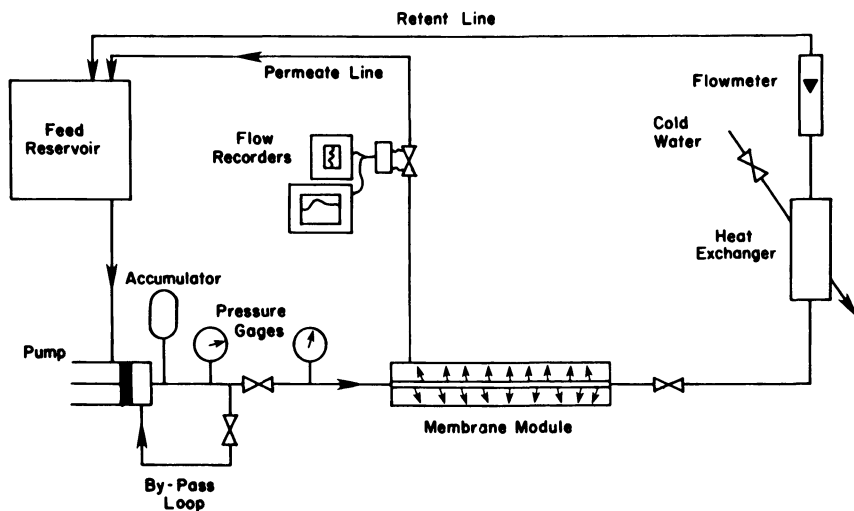 Retent Line
Permeate Line
Feed
Reservoir
Flow
Recorders
Flowmeter
Cold
Water
Heat
Exchanger
Accumulator
Pressure
Gages
Pump
Membrane Module
By-Pass
Loop